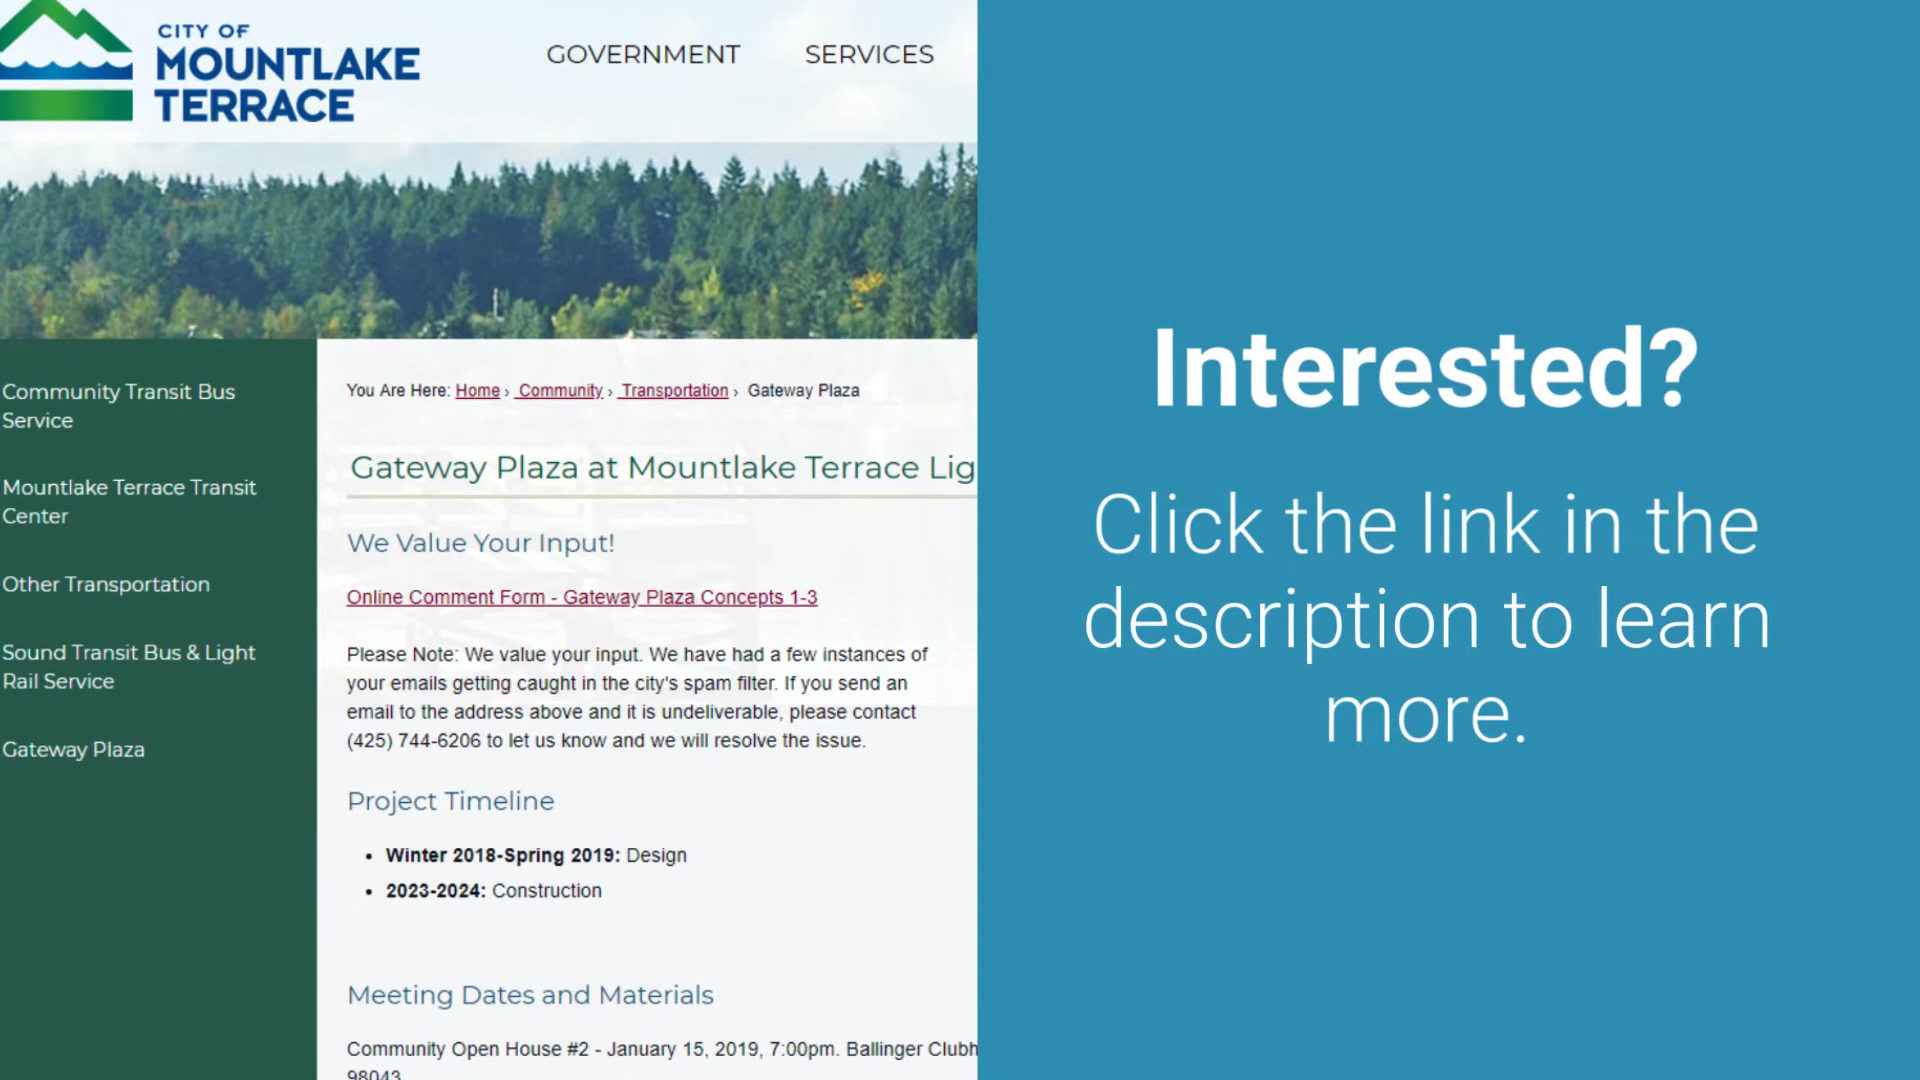 CITY OF
MOUNTLAKE
TERRACE
GOVERNMENT
SERVICES
Community Transit Bus
Service
Mountlake Terrace Transit
Center
Other Transportation
Sound Transit Bus & Light
Rail Service
Gateway Plaza
You Are Here: Home › Community › Transportation › Gateway Plaza
Gateway Plaza at Mountlake Terrace Lig
We Value Your Input!
Online Comment Form - Gateway Plaza Concepts 1-3
Please Note: We value your input. We have had a few instances of
your emails getting caught in the city's spam filter. If you send an
email to the address above and it is undeliverable, please contact
(425) 744-6206 to let us know and we will resolve the issue.
Project Timeline
• Winter 2018-Spring 2019: Design
• 2023-2024: Construction
Meeting Dates and Materials
Community Open House #2 - January 15, 2019, 7:00pm. Ballinger Clubh
98043
Interested?
Click the link in the
description to learn
more.